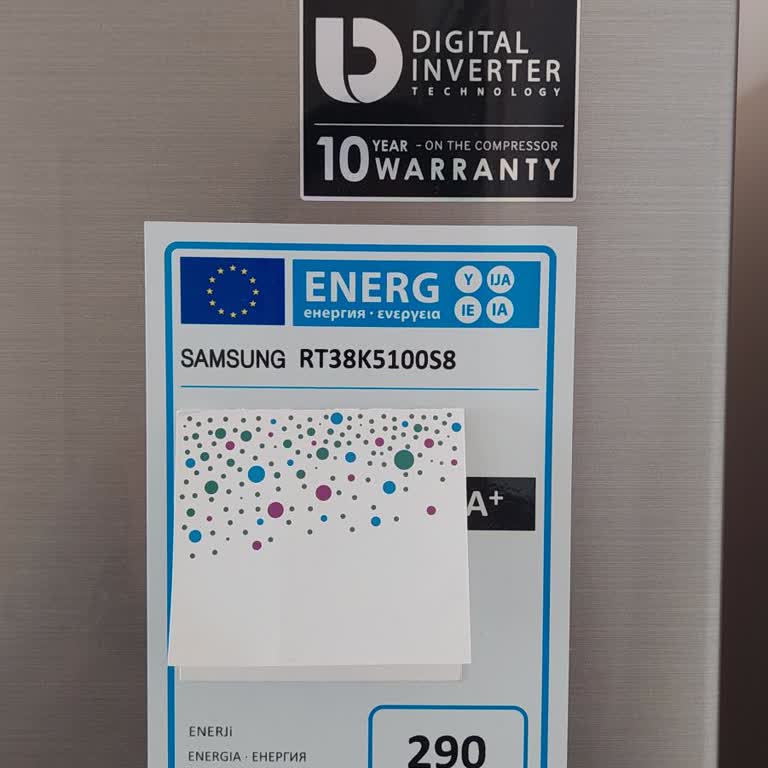 DIGITAL
INVERTER
TECHNOLOGY
10 YEAR - ON THE COMPRESSOR
WARRANTY
ENERG Y IJA
енергия · ενεργεια IE IA
SAMSUNG RT38K5100S8
A+
ENERJİ
ENERGIA · ЕНЕРГИЯ
290